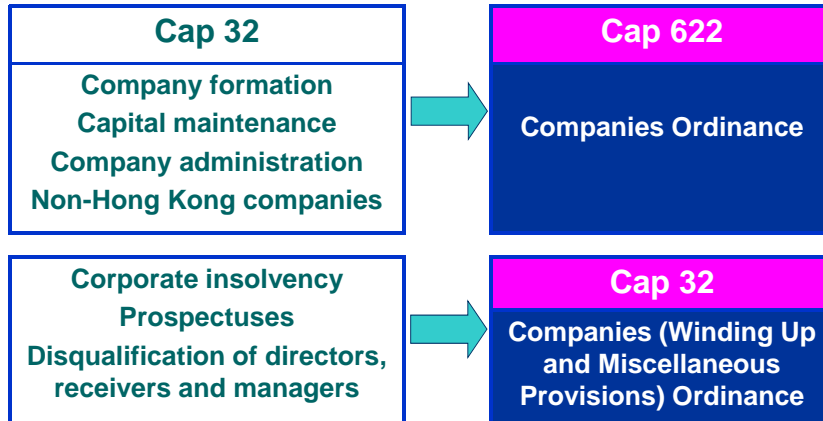 Cap 32
Company formation
Capital maintenance
Company administration
Non-Hong Kong companies
Cap 622
Companies Ordinance
Corporate insolvency
Prospectuses
Disqualification of directors,
receivers and managers
Cap 32
Companies (Winding Up
and Miscellaneous
Provisions) Ordinance